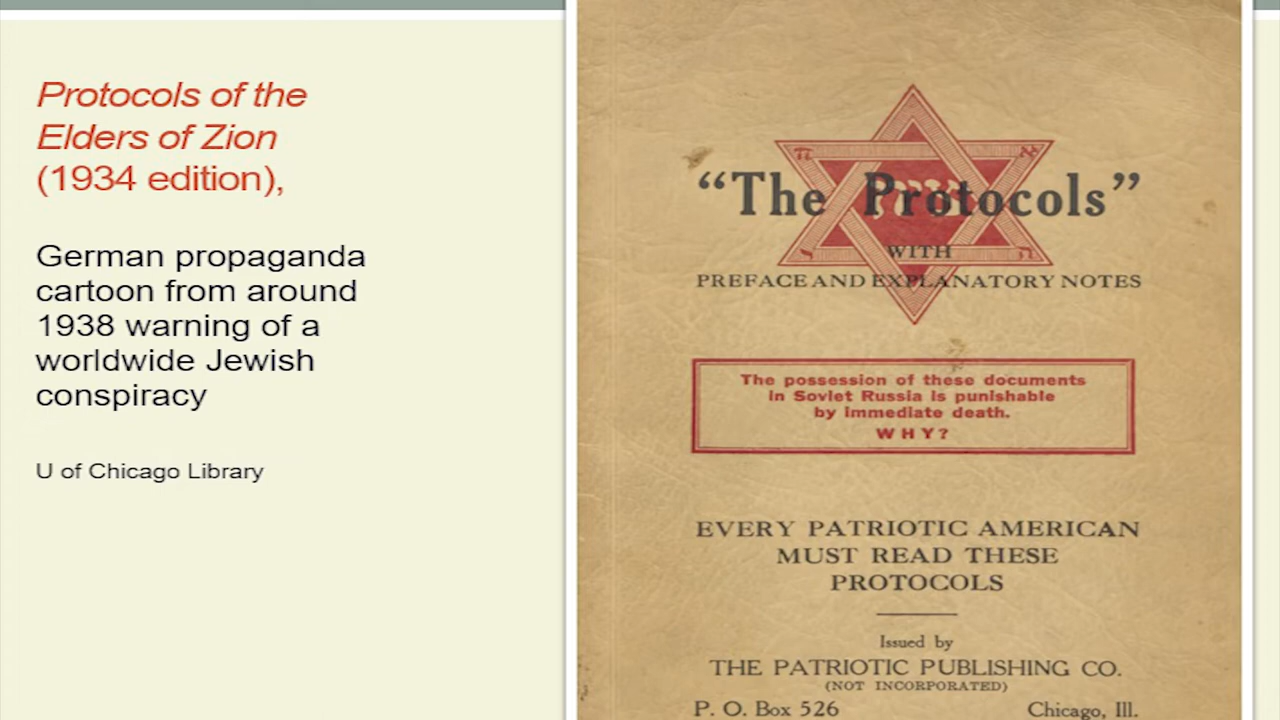 Protocols of the
Elders of Zion
(1934 edition),
German propaganda
cartoon from around
1938 warning of a
worldwide Jewish
conspiracy
U of Chicago Library
“The Protocols”
WITH
PREFACE AND EXPLANATORY NOTES
The possession of these documents
in Soviet Russia is punishable
by immediate death.
WHY?
EVERY PATRIOTIC AMERICAN
MUST READ THESE
PROTOCOLS
Issued by
THE PATRIOTIC PUBLISHING CO.
(NOT INCORPORATED)
P. O. Box 526 Chicago, Ill.